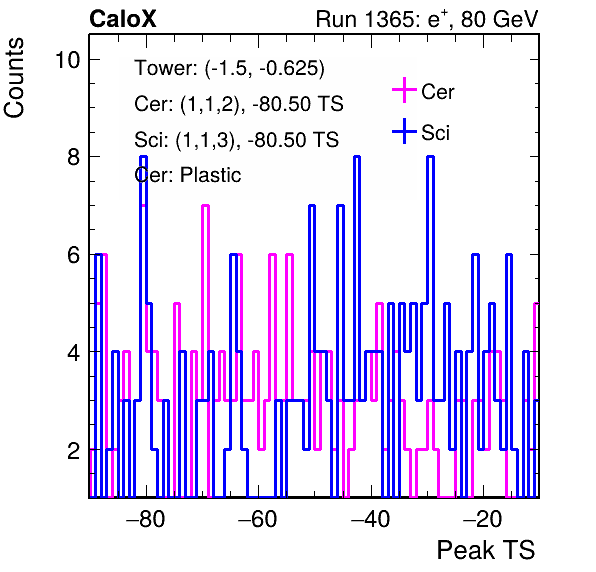 CaloX
Run 1365: e+, 80 GeV
Counts
Tower: (-1.5, -0.625)
Cer: (1,1,2), -80.50 TS
Sci: (1,1,3), -80.50 TS
Cer: Plastic
Cer
Sci
10
8
6
4
2
−80
−60
−40
−20
Peak TS